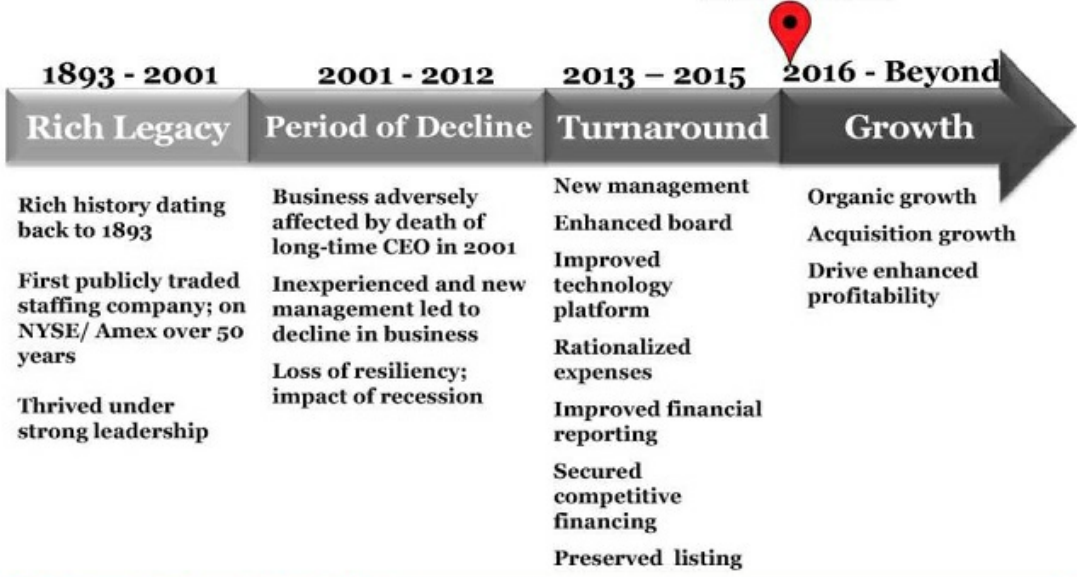 1893 - 2001
Rich Legacy
Rich history dating
back to 1893
First publicly traded
staffing company; on
NYSE/ Amex over 50
years
Thrived under
strong leadership
2001 - 2012
Period of Decline
Business adversely
affected by death of
long-time CEO in 2001
Inexperienced and new
management led to
decline in business
Loss of resiliency;
impact of recession
2013 – 2015
Turnaround
New management
Enhanced board
Improved
technology
platform
Rationalized
expenses
Improved financial
reporting
Secured
competitive
financing
Preserved listing
2016 - Beyond
Growth
Organic growth
Acquisition growth
Drive enhanced
profitability